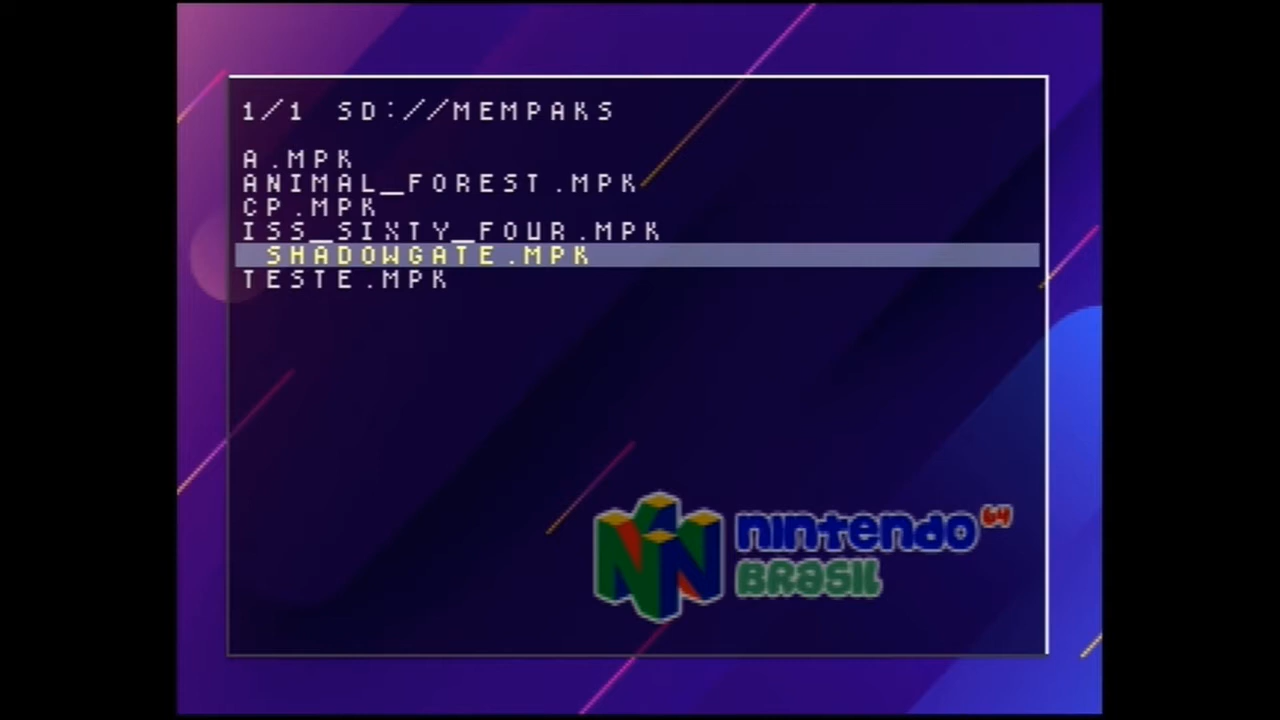 1/1 SD://MEMPAKS
A.MPK
ANIMAL_FOREST.MPK
CP.MPK
ISS_SIXTY_FOUR.MPK
SHADOWGATE.MPK
TESTE.MPK
nintendo 64
BRASIL